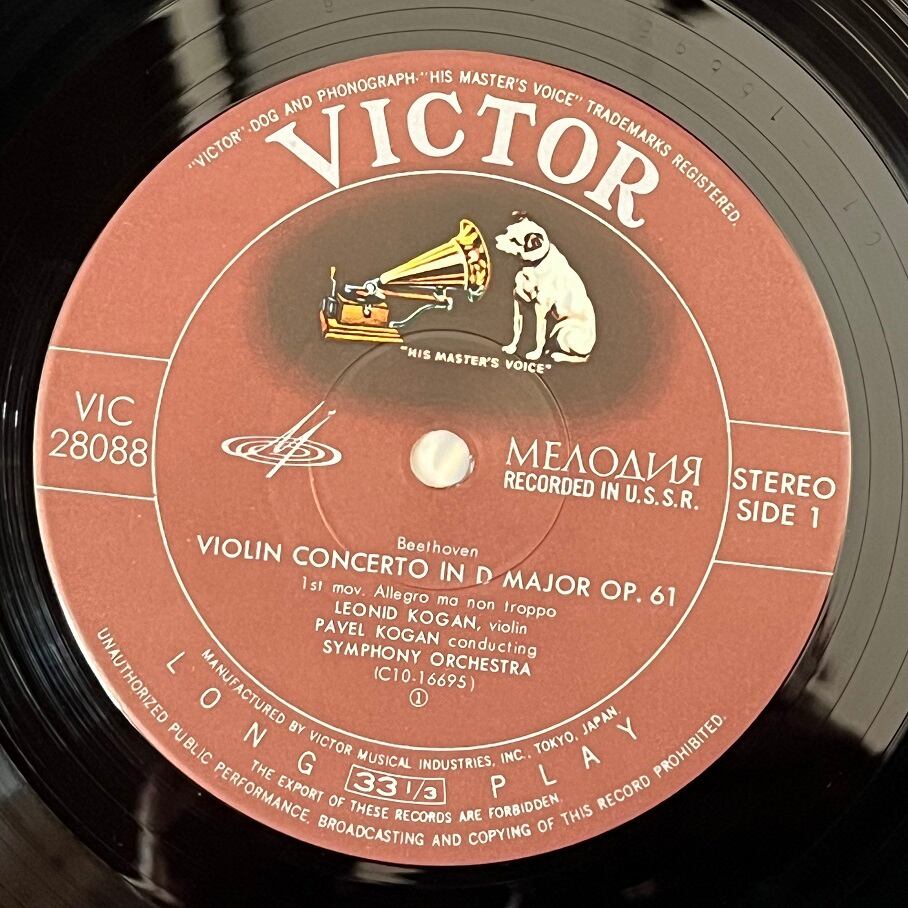 "VICTOR"·DOG AND PHONOGRAPH·"HIS MASTER'S VOICE" TRADEMARKS REGISTERED.
VICTOR
"HIS MASTER'S VOICE"
VIC
28088
МЕЛОДИЯ
RECORDED IN U.S.S.R.
STEREO
SIDE 1
Beethoven
VIOLIN CONCERTO IN D MAJOR OP. 61
1st mov. Allegro ma non troppo
LEONID KOGAN, violin
PAVEL KOGAN conducting
SYMPHONY ORCHESTRA
(C10-16695)
①
MANUFACTURED BY VICTOR MUSICAL INDUSTRIES, INC., TOKYO, JAPAN.
LONG 33 1/3 PLAY
THE EXPORT OF THESE RECORDS ARE FORBIDDEN.
UNAUTHORIZED PUBLIC PERFORMANCE, BROADCASTING AND COPYING OF THIS RECORD PROHIBITED.